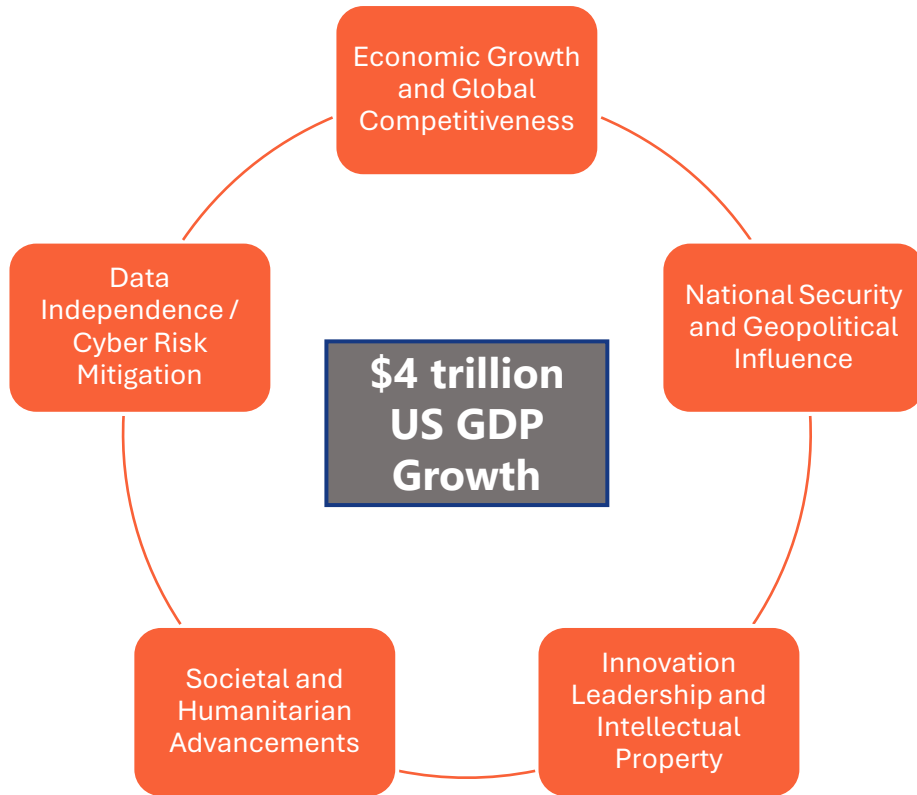 Economic Growth
and Global
Competitiveness
National Security
and Geopolitical
Influence
Innovation
Leadership and
Intellectual
Property
Societal and
Humanitarian
Advancements
Data
Independence /
Cyber Risk
Mitigation
$4 trillion
US GDP
Growth